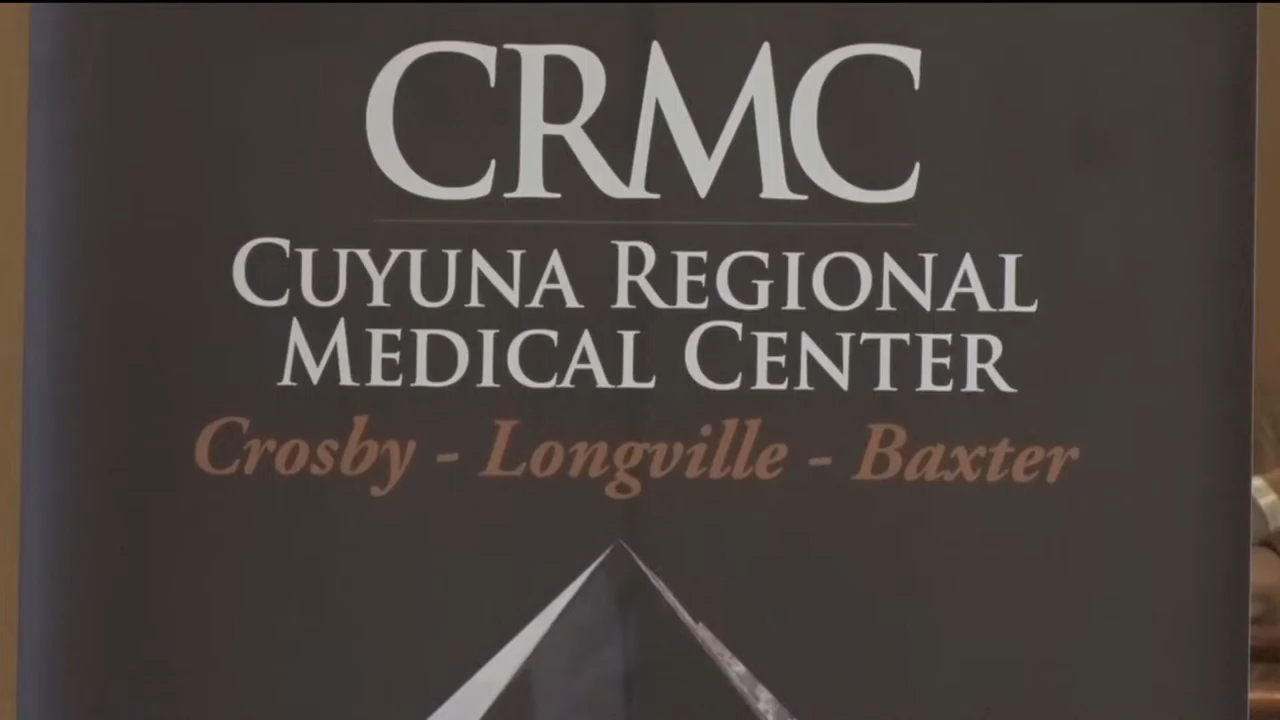 CRMC
CUYUNA REGIONAL
MEDICAL CENTER
Crosby - Longville - Baxter